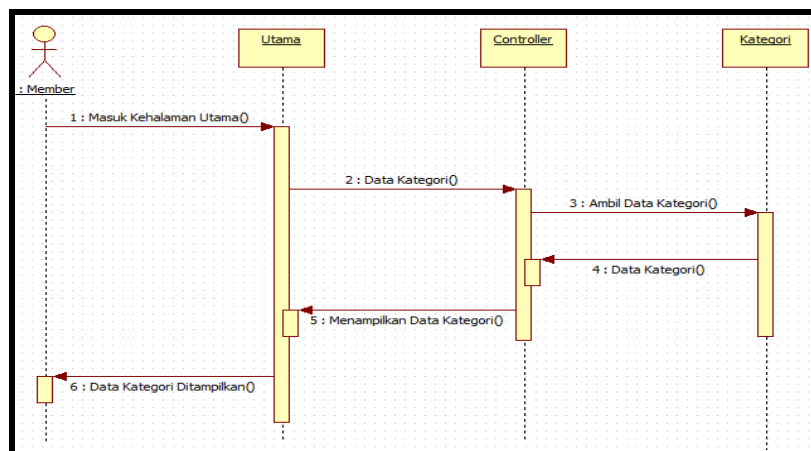 Utama
Controller
Kategori
: Member
1 : Masuk Kehalaman Utama()
2 : Data Kategori()
3 : Ambil Data Kategori()
4 : Data Kategori()
5 : Menampilkan Data Kategori()
6 : Data Kategori Ditampilkan()